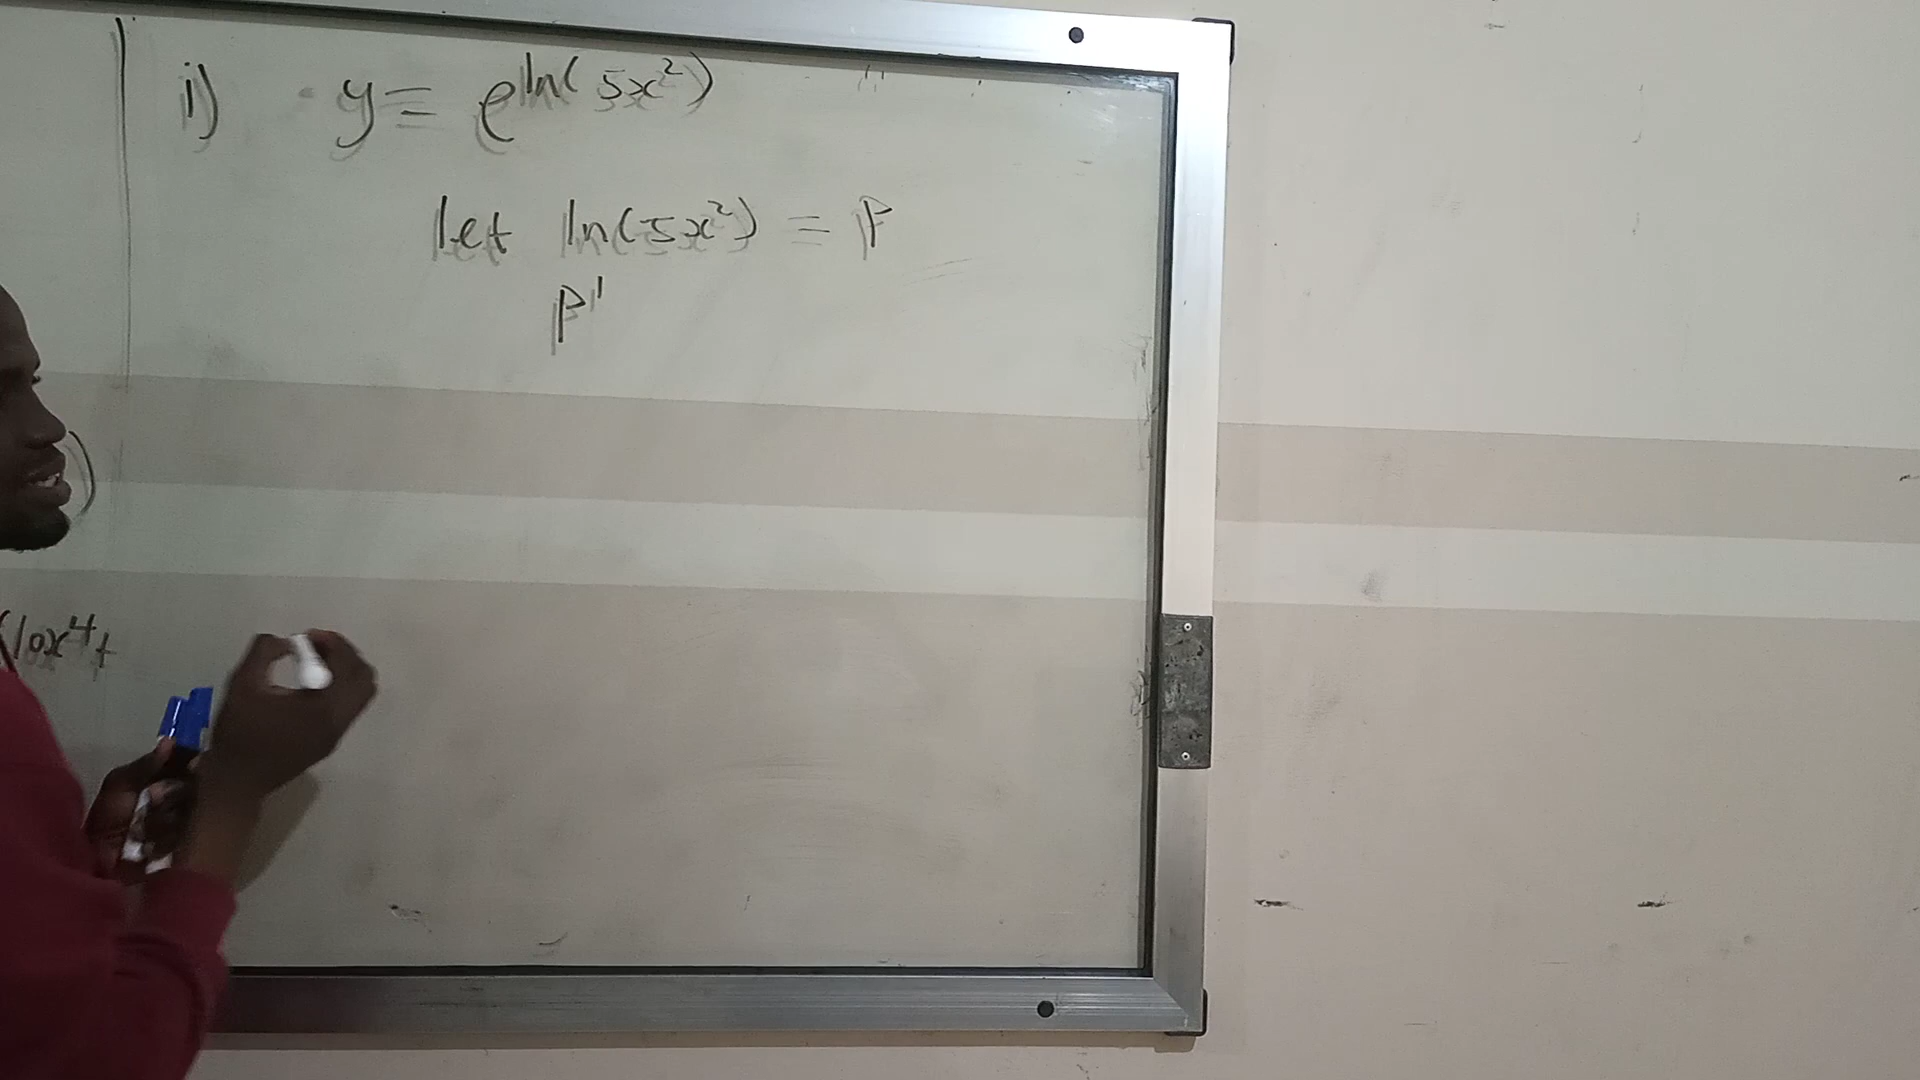 i) y = e^ln(5x²)
let ln(5x²) = P
P'
)
(10x⁴+